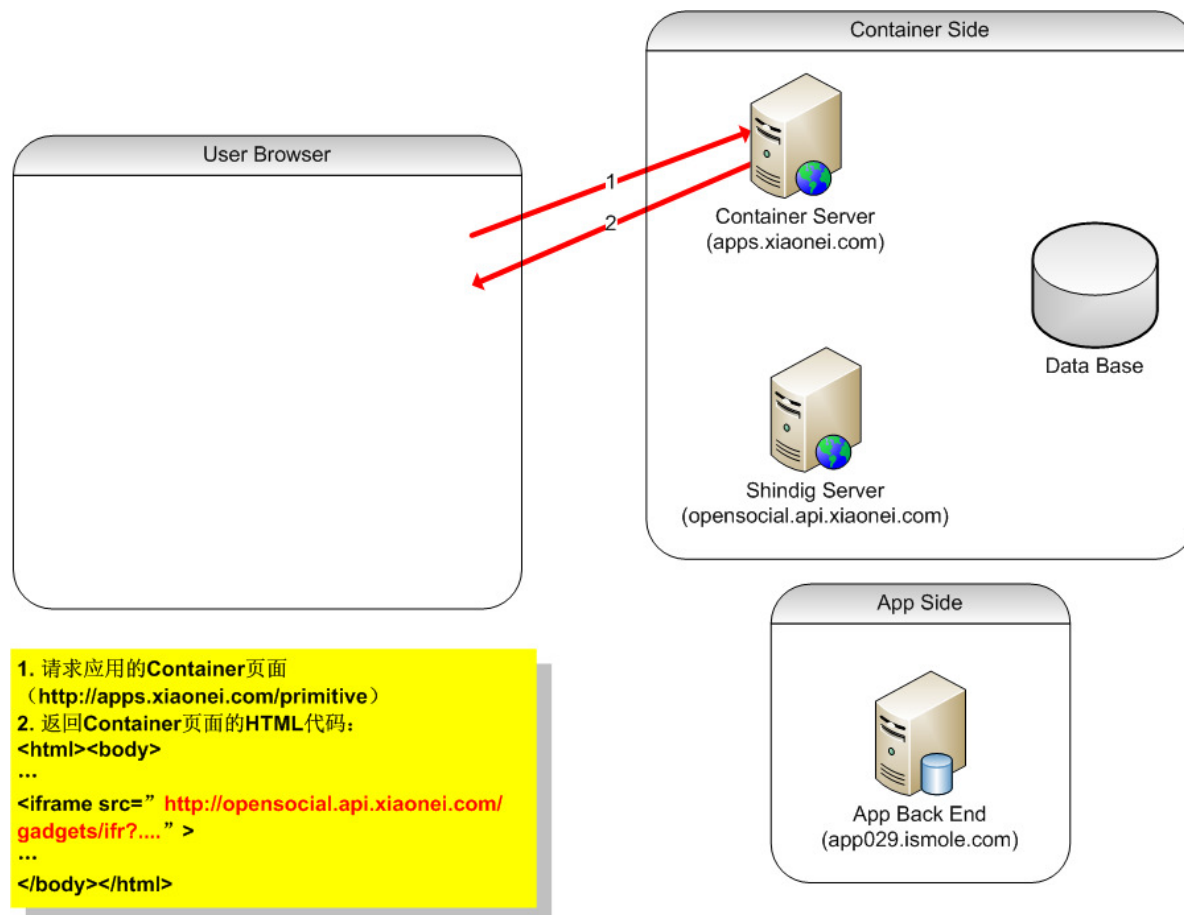 Container Side
User Browser
1
2
Container Server
(apps.xiaonei.com)
Data Base
Shindig Server
(opensocial.api.xiaonei.com)
App Side
App Back End
(app029.ismole.com)
1. 请求应用的Container页面
（http://apps.xiaonei.com/primitive）
2. 返回Container页面的HTML代码：
<html><body>
...
<iframe src=” http://opensocial.api.xiaonei.com/
gadgets/ifr?....” >
...
</body></html>